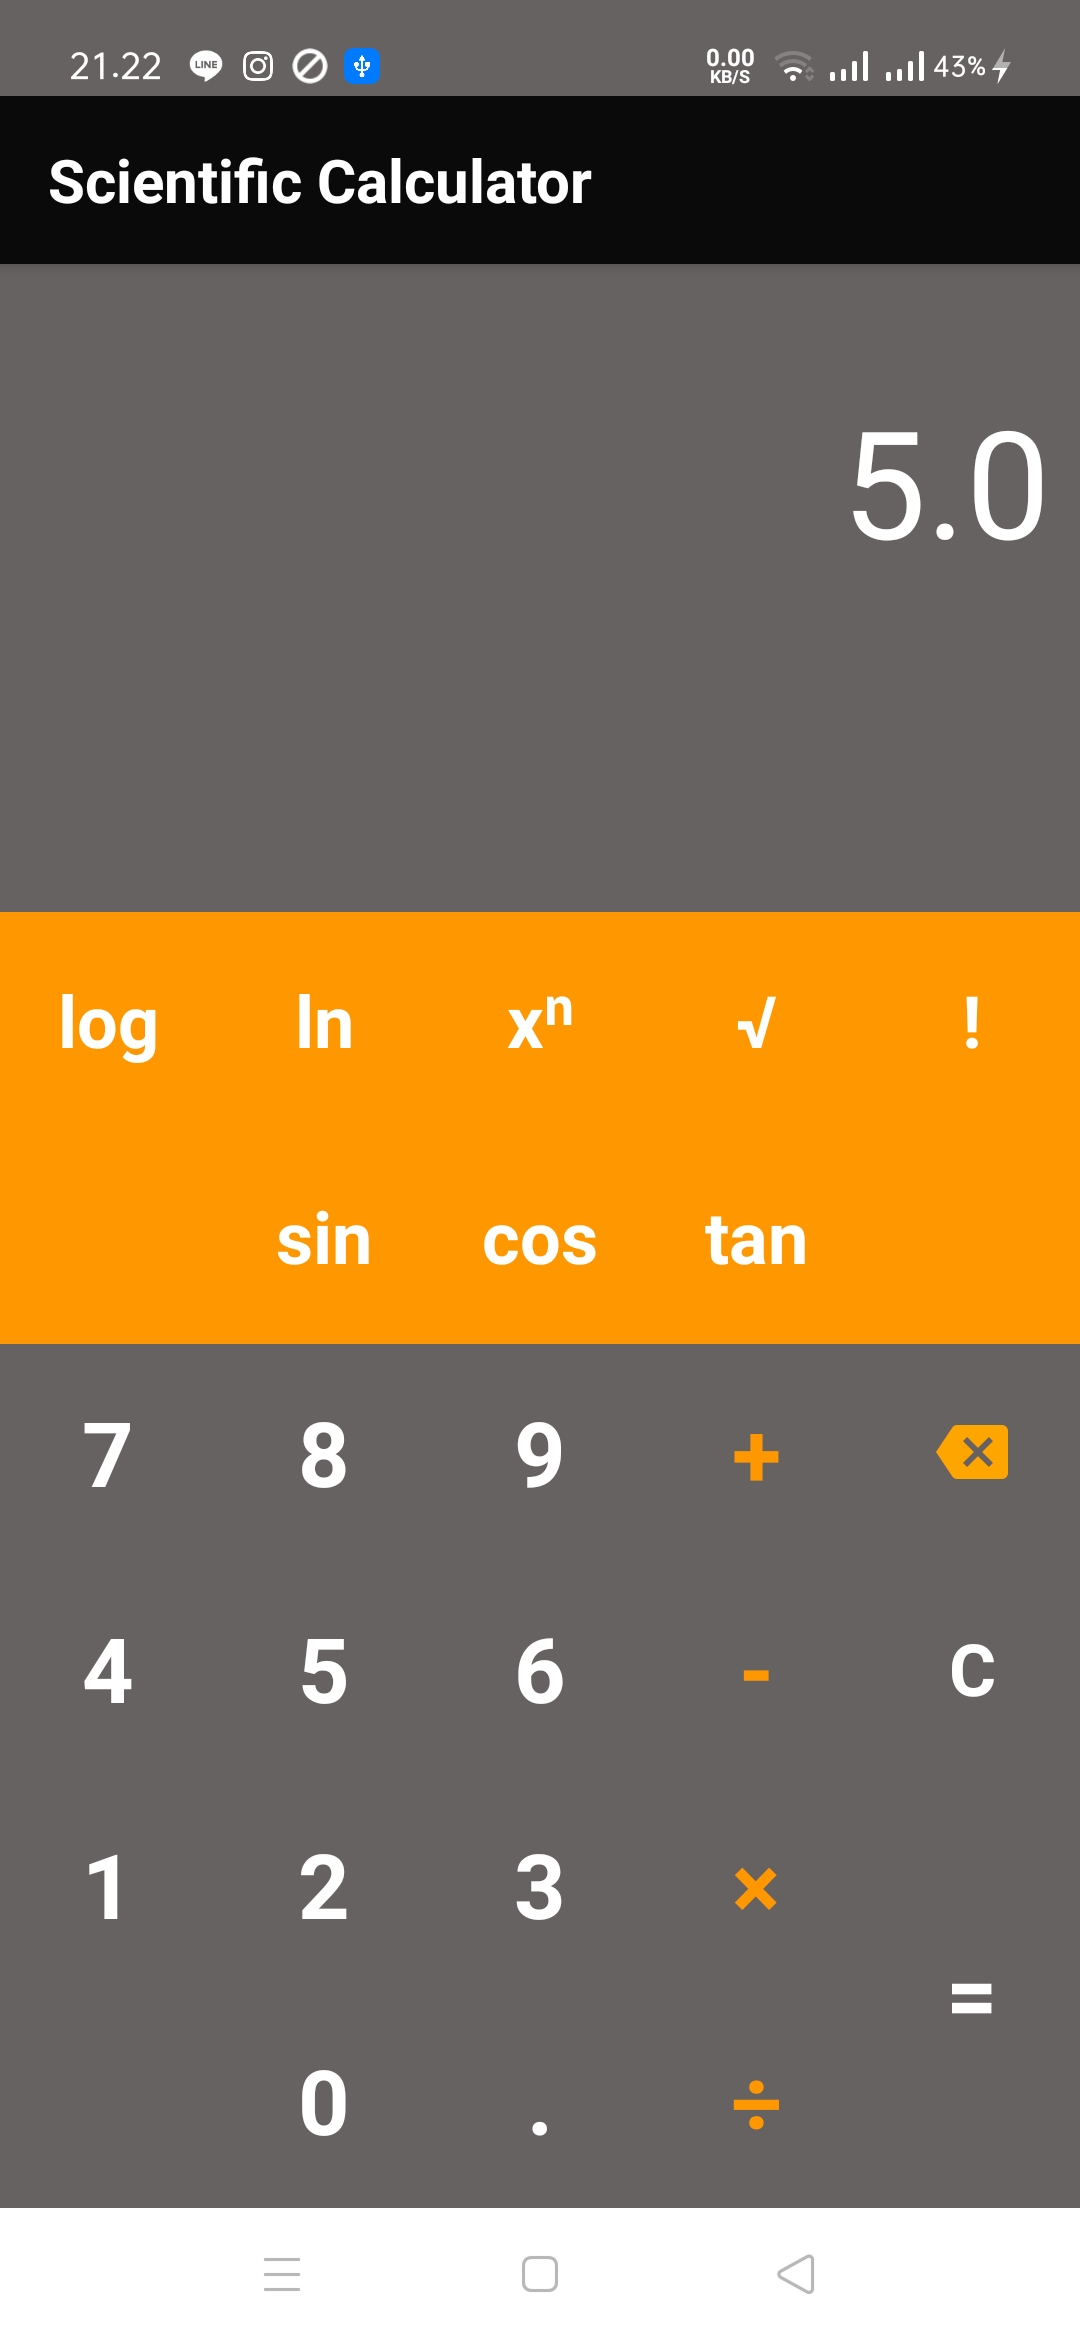 21.22 LINE 0.00 KB/S 43%
Scientific Calculator
5.0
log ln xⁿ √ !
sin cos tan
7 8 9 +
4 5 6 - C
1 2 3 ×
=
0 . ÷